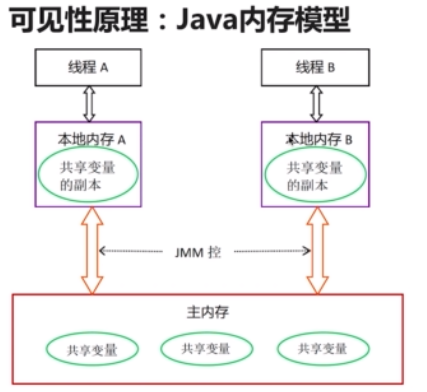 可见性原理：Java内存模型
线程 A
线程 B
本地内存 A
本地内存 B
共享变量
的副本
共享变量
的副本
JMM 控
主内存
共享变量
共享变量
共享变量